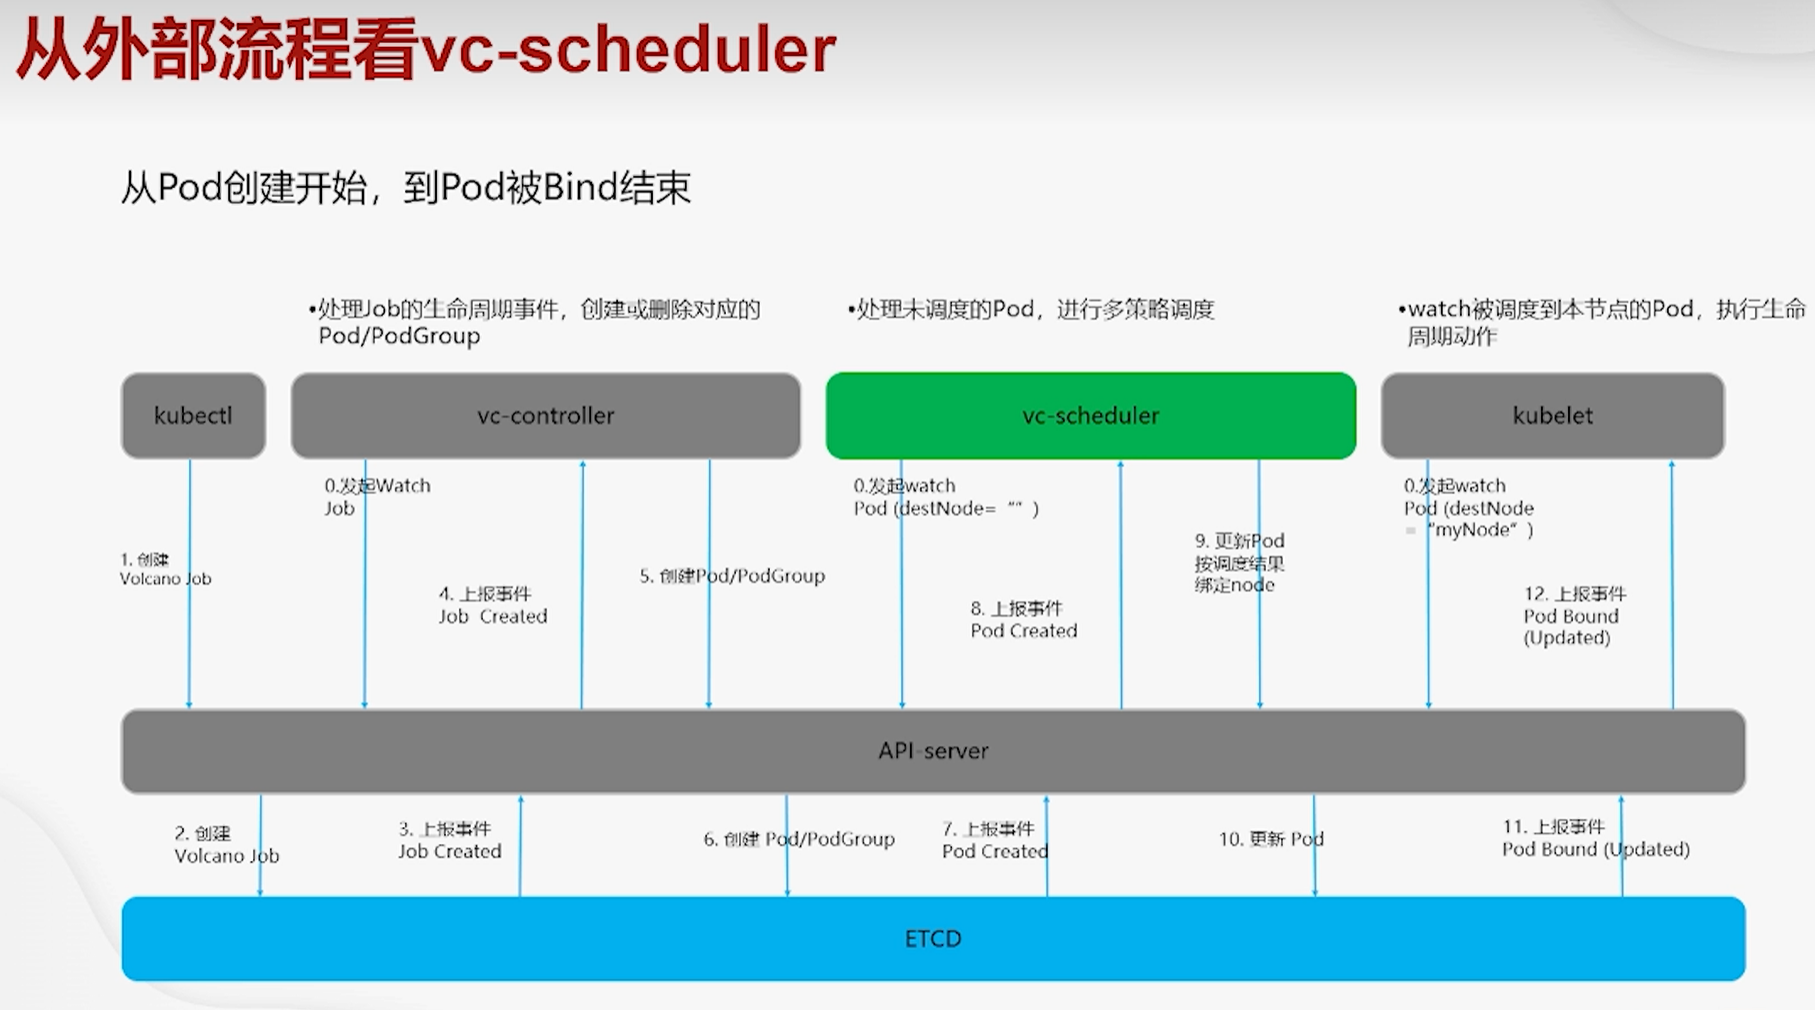 从外部流程看vc-scheduler
从Pod创建开始，到Pod被Bind结束
•处理Job的生命周期事件，创建或删除对应的
Pod/PodGroup
•处理未调度的Pod，进行多策略调度
•watch被调度到本节点的Pod，执行生命
周期动作
kubectl
vc-controller
vc-scheduler
kubelet
0.发起Watch
Job
0.发起watch
Pod (destNode= “” )
0.发起watch
Pod (destNode
= “myNode“ )
1. 创建
Volcano Job
4. 上报事件
Job Created
5. 创建Pod/PodGroup
8. 上报事件
Pod Created
9. 更新Pod
按调度结果
绑定node
12. 上报事件
Pod Bound
(Updated)
API-server
2. 创建
Volcano Job
3. 上报事件
Job Created
6. 创建 Pod/PodGroup
7. 上报事件
Pod Created
10. 更新 Pod
11. 上报事件
Pod Bound (Updated)
ETCD